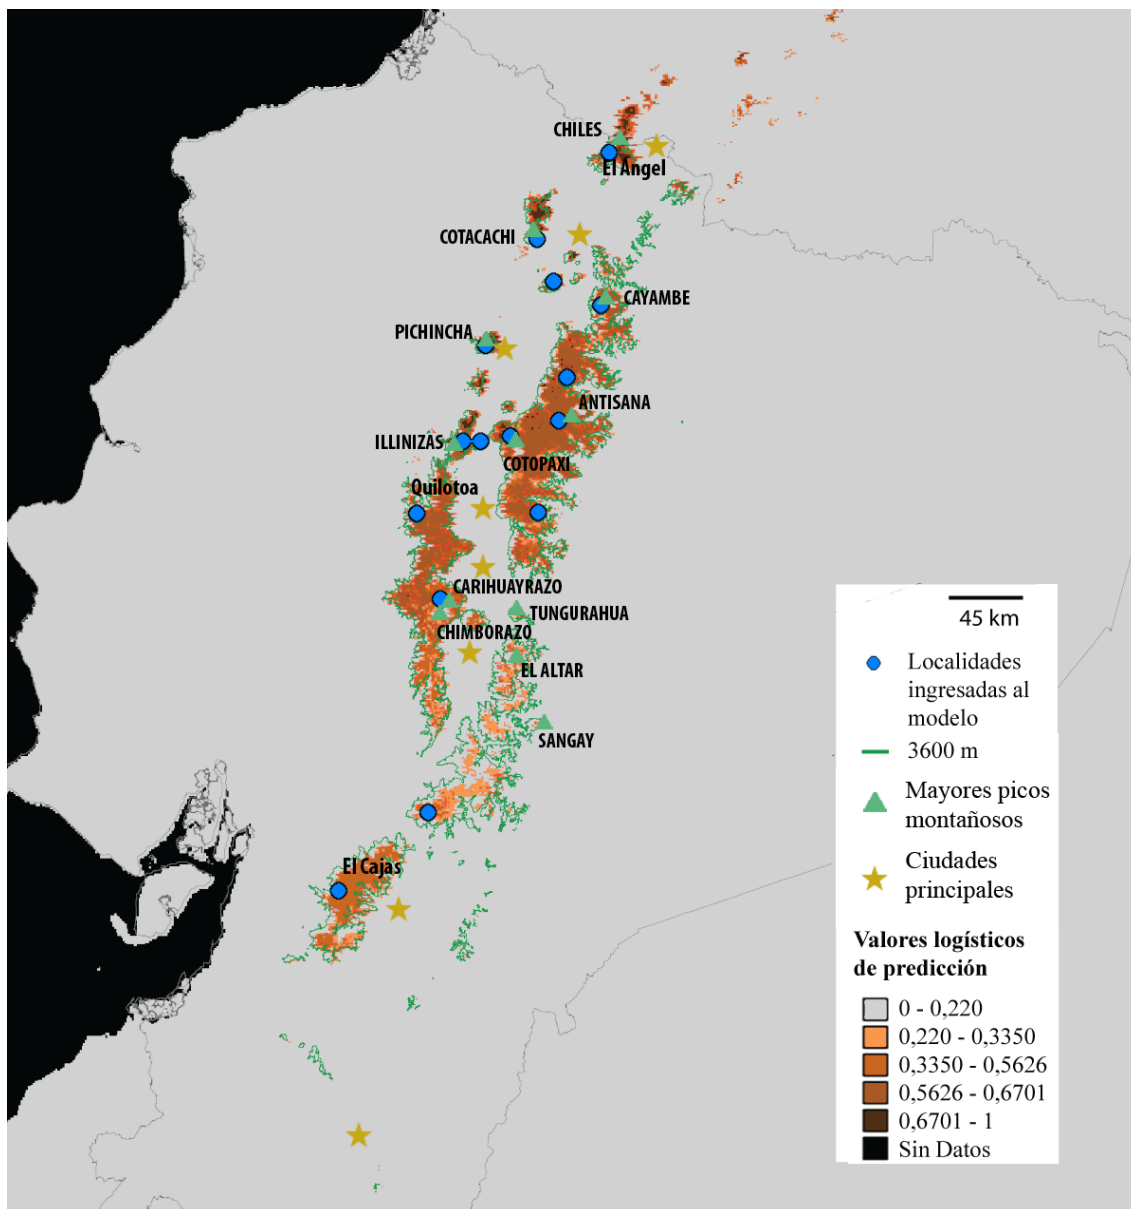 CHILES
El Angel
COTACACHI
CAYAMBE
PICHINCHA
ANTISANA
ILLINIZAS
COTOPAXI
Quilotoa
CARIHUAYRAZO
TUNGURAHUA
CHIMBORAZO
EL ALTAR
SANGAY
El Cajas
45 km
Localidades
ingresadas al
modelo
3600 m
Mayores picos
montañosos
Ciudades
principales
Valores logísticos
de predicción
0 - 0,220
0,220 - 0,3350
0,3350 - 0,5626
0,5626 - 0,6701
0,6701 - 1
Sin Datos